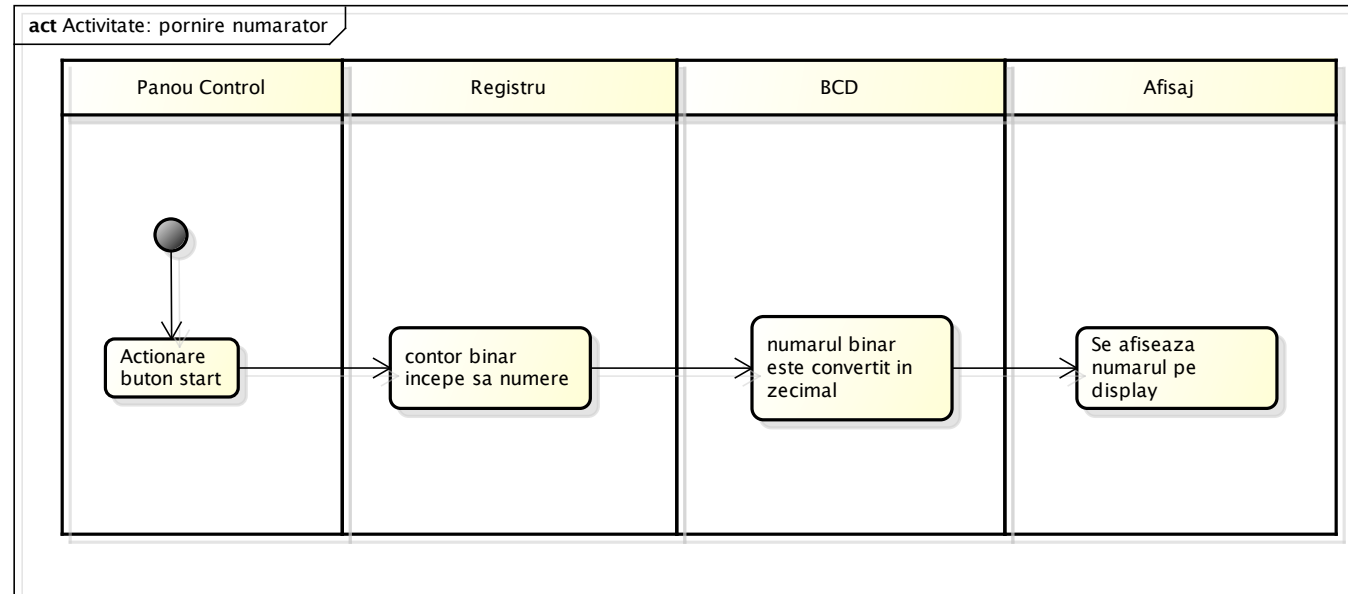 act Activitate: pornire numarator
Panou Control
Registru
BCD
Afisaj
Actionare
buton start
contor binar
incepe sa numere
numarul binar
este convertit in
zecimal
Se afiseaza
numarul pe
display